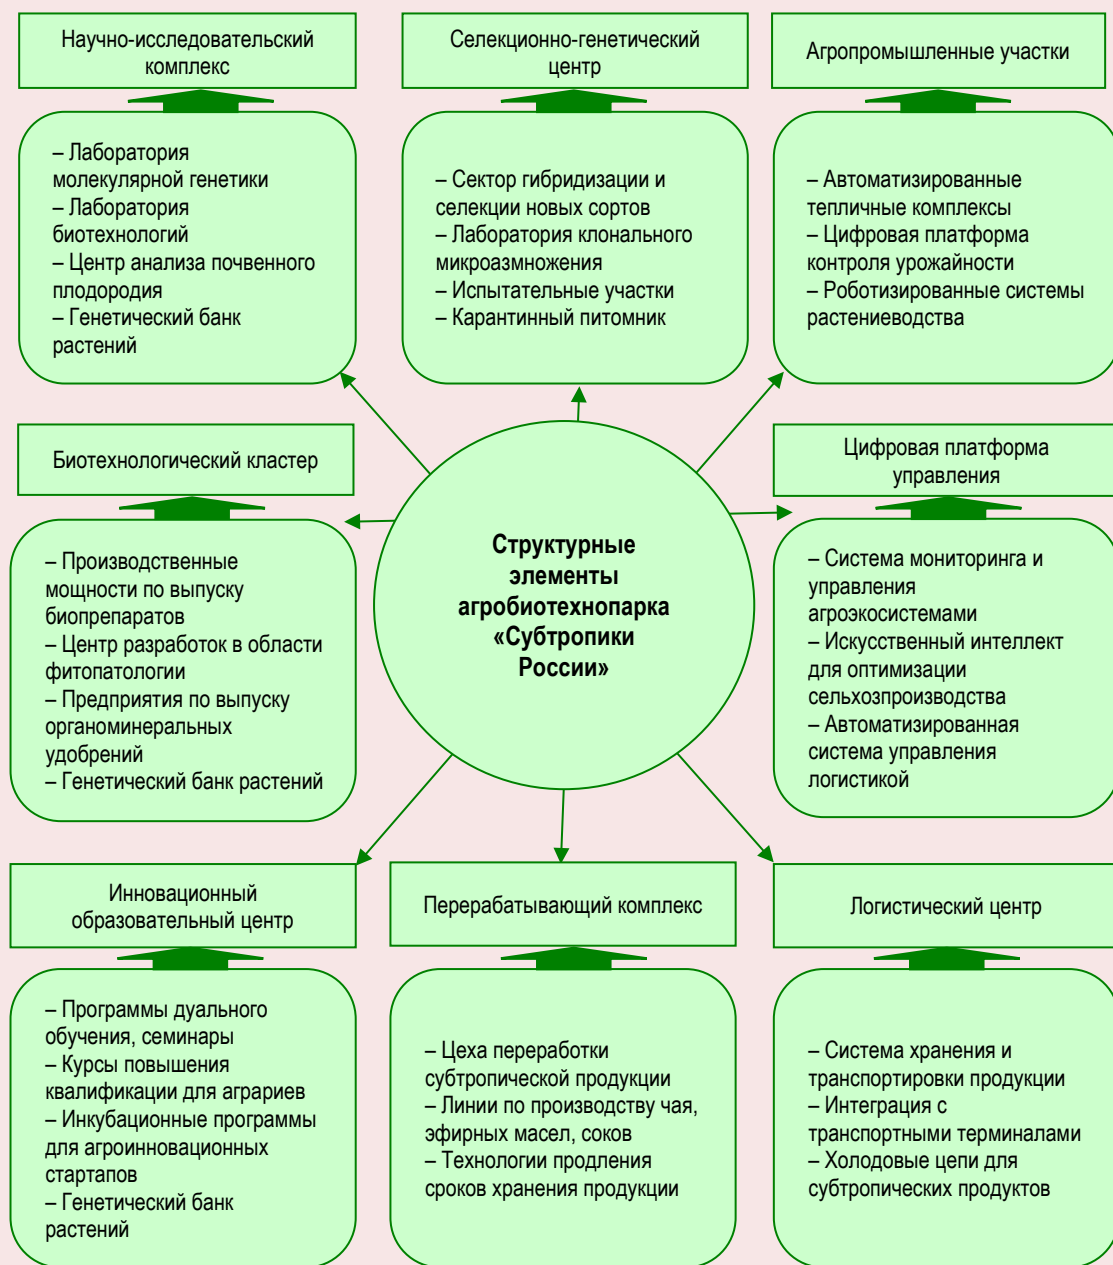 Научно-исследовательский
комплекс
– Лаборатория
молекулярной генетики
– Лаборатория
биотехнологий
– Центр анализа почвенного
плодородия
– Генетический банк
растений
Селекционно-генетический
центр
– Сектор гибридизации и
селекции новых сортов
– Лаборатория клонального
микроазмножения
– Испытательные участки
– Карантинный питомник
Агропромышленные участки
– Автоматизированные
тепличные комплексы
– Цифровая платформа
контроля урожайности
– Роботизированные системы
растениеводства
Биотехнологический кластер
– Производственные
мощности по выпуску
биопрепаратов
– Центр разработок в области
фитопатологии
– Предприятия по выпуску
органоминеральных
удобрений
– Генетический банк растений
Структурные
элементы
агробиотехнопарка
«Субтропики
России»
Цифровая платформа
управления
– Система мониторинга и
управления
агроэкосистемами
– Искусственный интеллект
для оптимизации
сельхозпроизводства
– Автоматизированная
система управления
логистикой
Инновационный
образовательный центр
– Программы дуального
обучения, семинары
– Курсы повышения
квалификации для аграриев
– Инкубационные программы
для агроинновационных
стартапов
– Генетический банк
растений
Перерабатывающий комплекс
– Цеха переработки
субтропической продукции
– Линии по производству чая,
эфирных масел, соков
– Технологии продления
сроков хранения продукции
Логистический центр
– Система хранения и
транспортировки продукции
– Интеграция с
транспортными терминалами
– Холодовые цепи для
субтропических продуктов